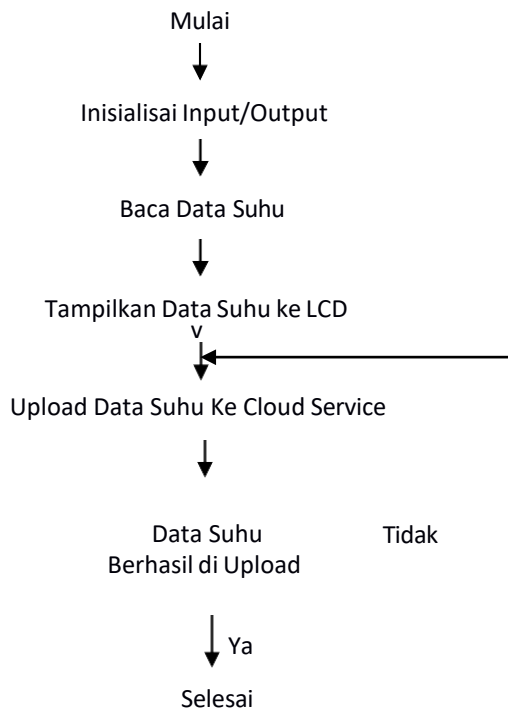 Mulai
Inisialisai Input/Output
Baca Data Suhu
Tampilkan Data Suhu ke LCD
v
Upload Data Suhu Ke Cloud Service
Data Suhu
Tidak
Berhasil di Upload
Ya
Selesai